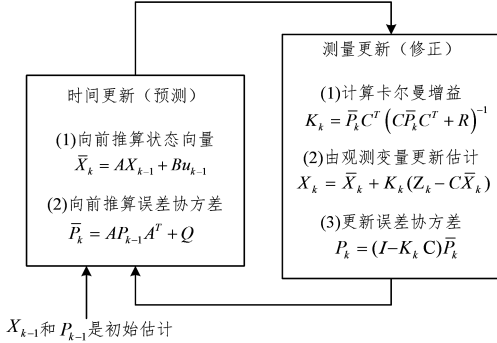 时间更新（预测）
(1)向前推算状态向量
X̄ₖ = AXₖ₋₁ + Buₖ₋₁
(2)向前推算误差协方差
P̄ₖ = APₖ₋₁Aᵀ + Q
测量更新（修正）
(1)计算卡尔曼增益
Kₖ = P̄ₖCᵀ(CP̄ₖCᵀ + R)⁻¹
(2)由观测变量更新估计
Xₖ = X̄ₖ + Kₖ(Zₖ − CX̄ₖ)
(3)更新误差协方差
Pₖ = (I−Kₖ C)P̄ₖ
Xₖ₋₁和Pₖ₋₁是初始估计